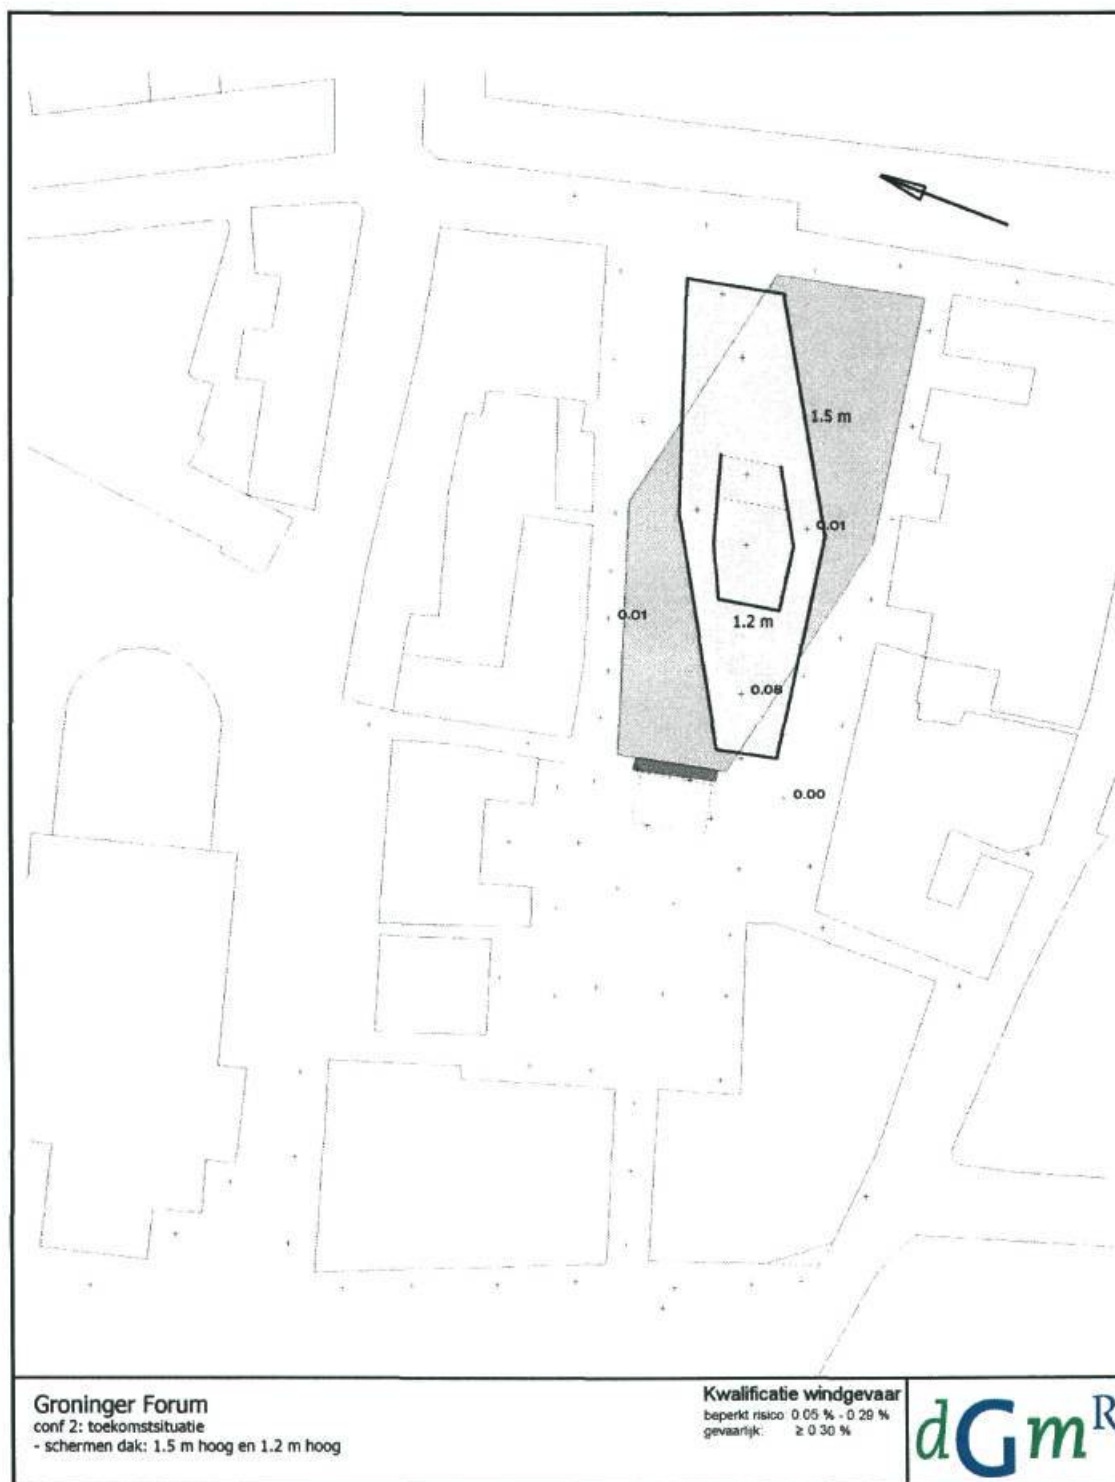 1.5 m
0.01
0.01
1.2 m
0.08
0.00
Groninger Forum
conf 2: toekomstsituatie
- schermen dak: 1.5 m hoog en 1.2 m hoog
Kwalificatie windgevaar
beperkt risico: 0.05 % - 0.29 %
gevaarlijk: ≥ 0.30 %
dGmR